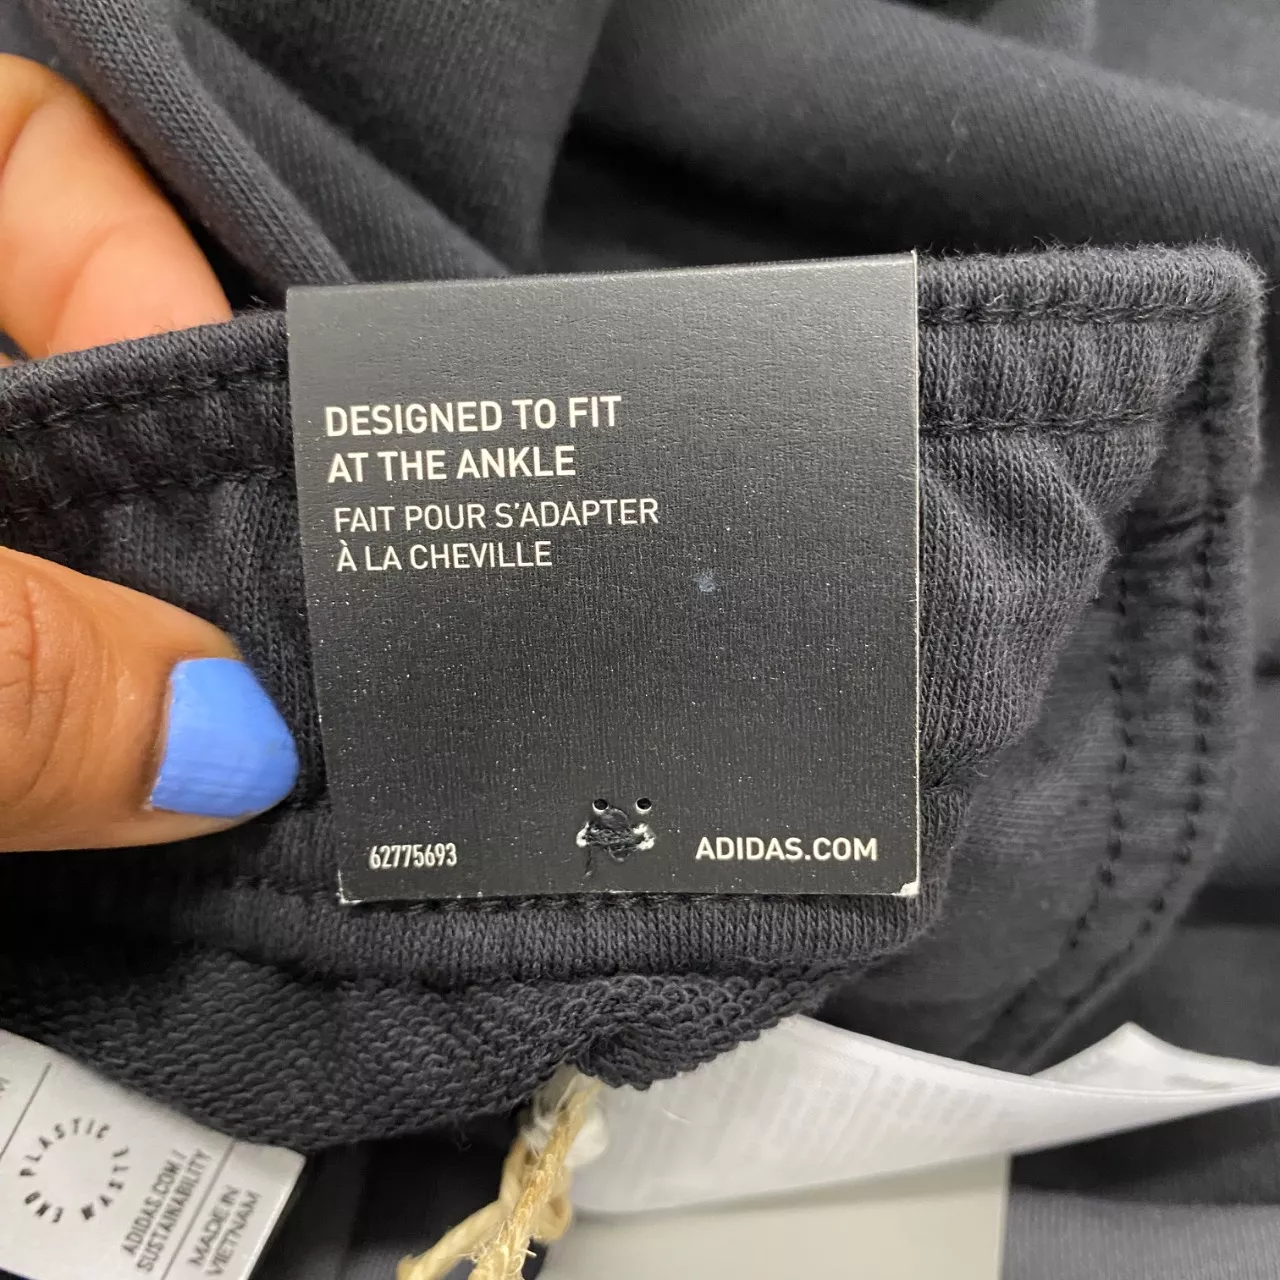 DESIGNED TO FIT
AT THE ANKLE
FAIT POUR S'ADAPTER
À LA CHEVILLE
62775693
ADIDAS.COM
END PLASTIC WASTE
ADIDAS.COM/
SUSTAINABILITY
MADE IN
VIETNAM